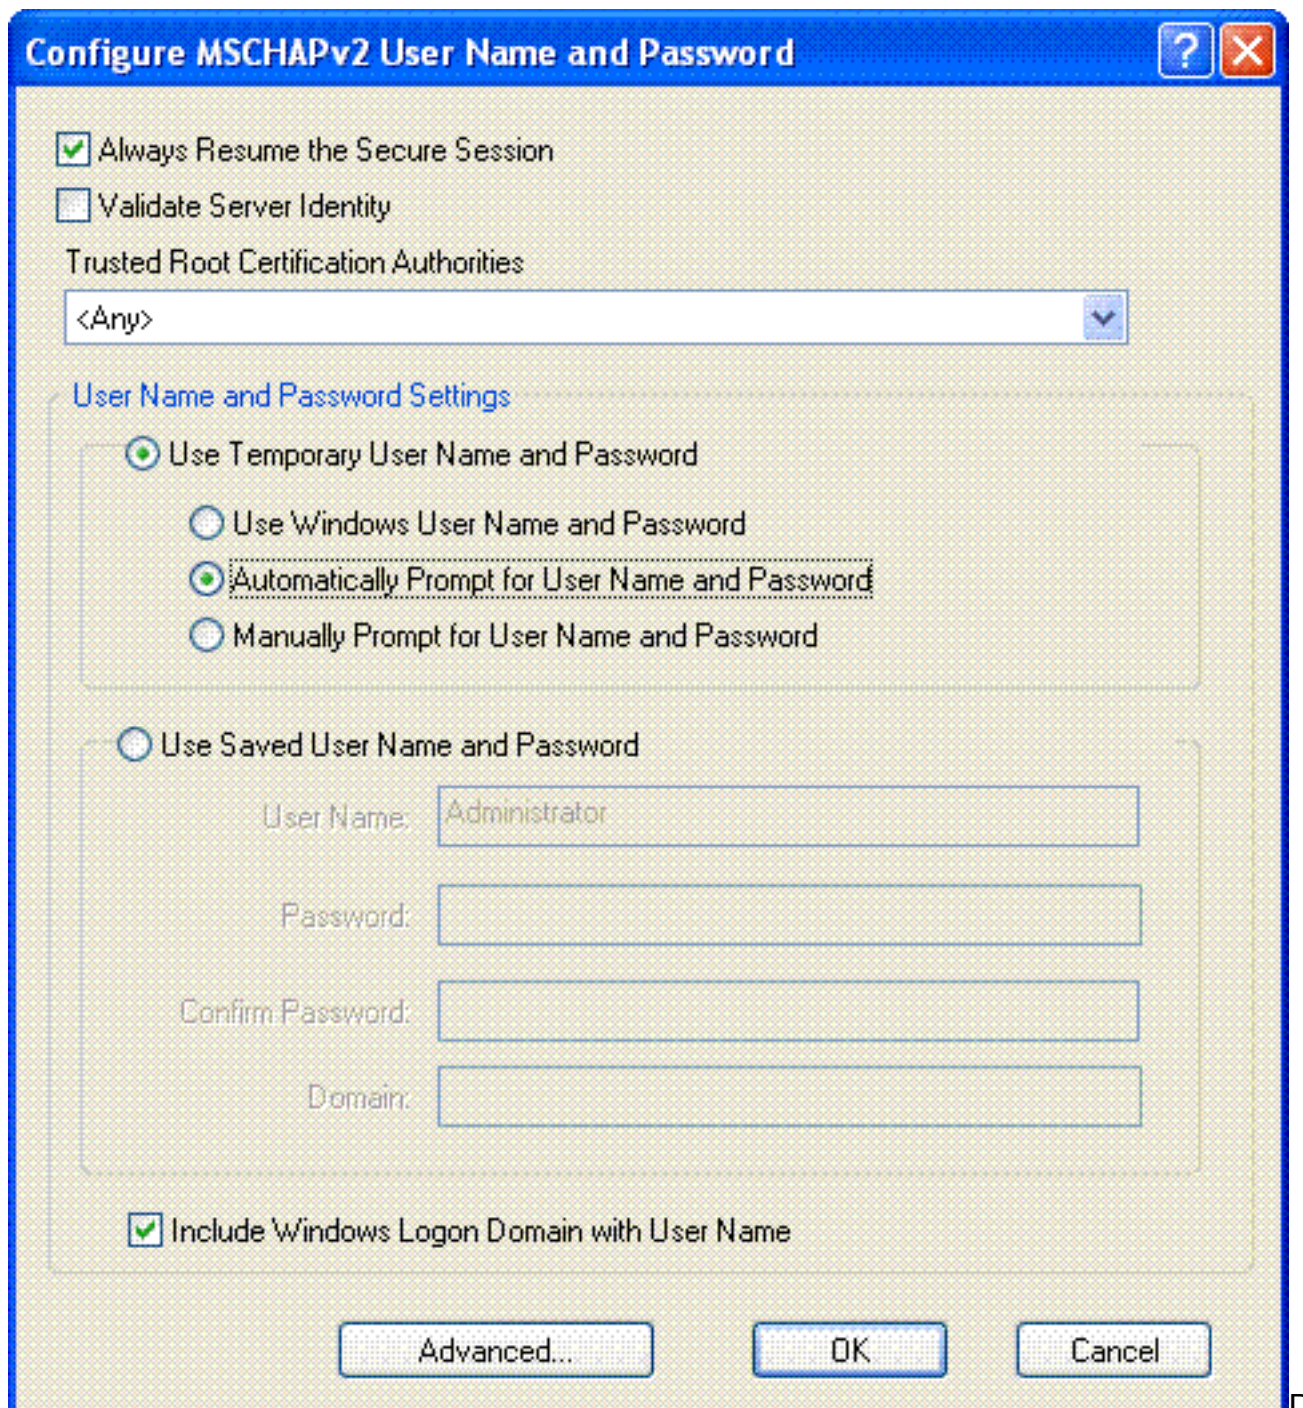 Configure MSCHAPv2 User Name and Password
Always Resume the Secure Session
Validate Server Identity
Trusted Root Certification Authorities
<Any>
User Name and Password Settings
Use Temporary User Name and Password
Use Windows User Name and Password
Automatically Prompt for User Name and Password
Manually Prompt for User Name and Password
Use Saved User Name and Password
User Name: Administrator
Password:
Confirm Password:
Domain:
Include Windows Logon Domain with User Name
Advanced... OK Cancel